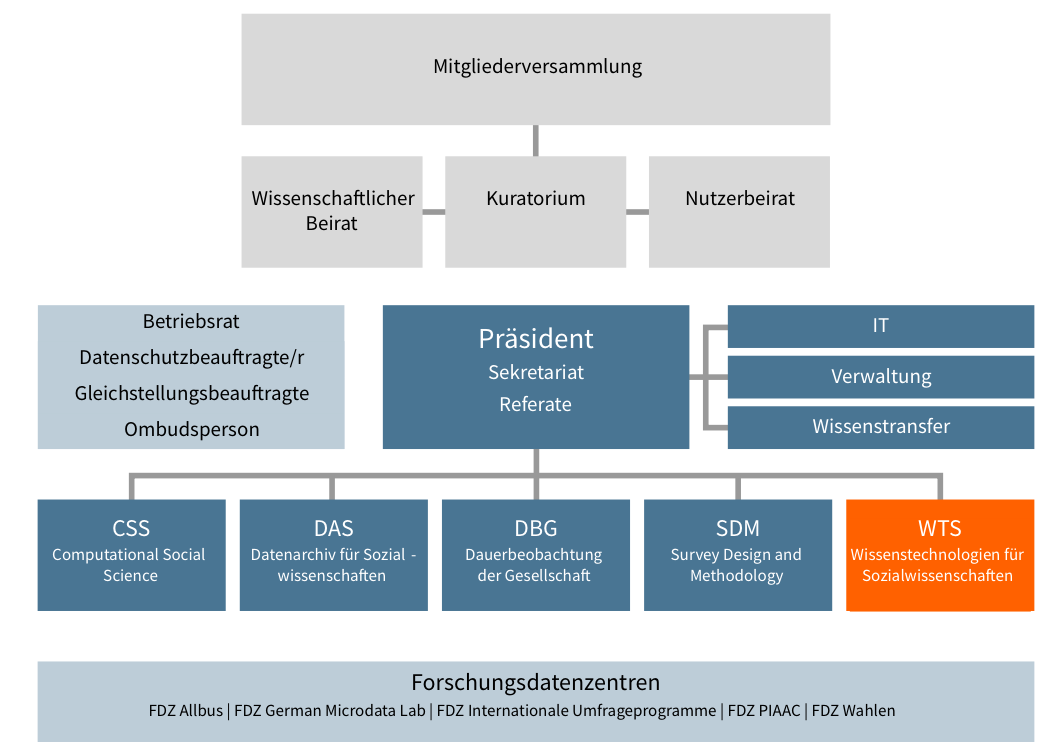 Mitgliederversammlung
Wissenschaftlicher
Beirat
Kuratorium
Nutzerbeirat
Betriebsrat
Datenschutzbeauftragte/r
Gleichstellungsbeauftragte
Ombudsperson
Präsident
Sekretariat
Referate
IT
Verwaltung
Wissenstransfer
CSS
Computational Social
Science
DAS
Datenarchiv für Sozial -
wissenschaften
DBG
Dauerbeobachtung
der Gesellschaft
SDM
Survey Design and
Methodology
WTS
Wissenstechnologien für
Sozialwissenschaften
Forschungsdatenzentren
FDZ Allbus | FDZ German Microdata Lab | FDZ Internationale Umfrageprogramme | FDZ PIAAC | FDZ Wahlen